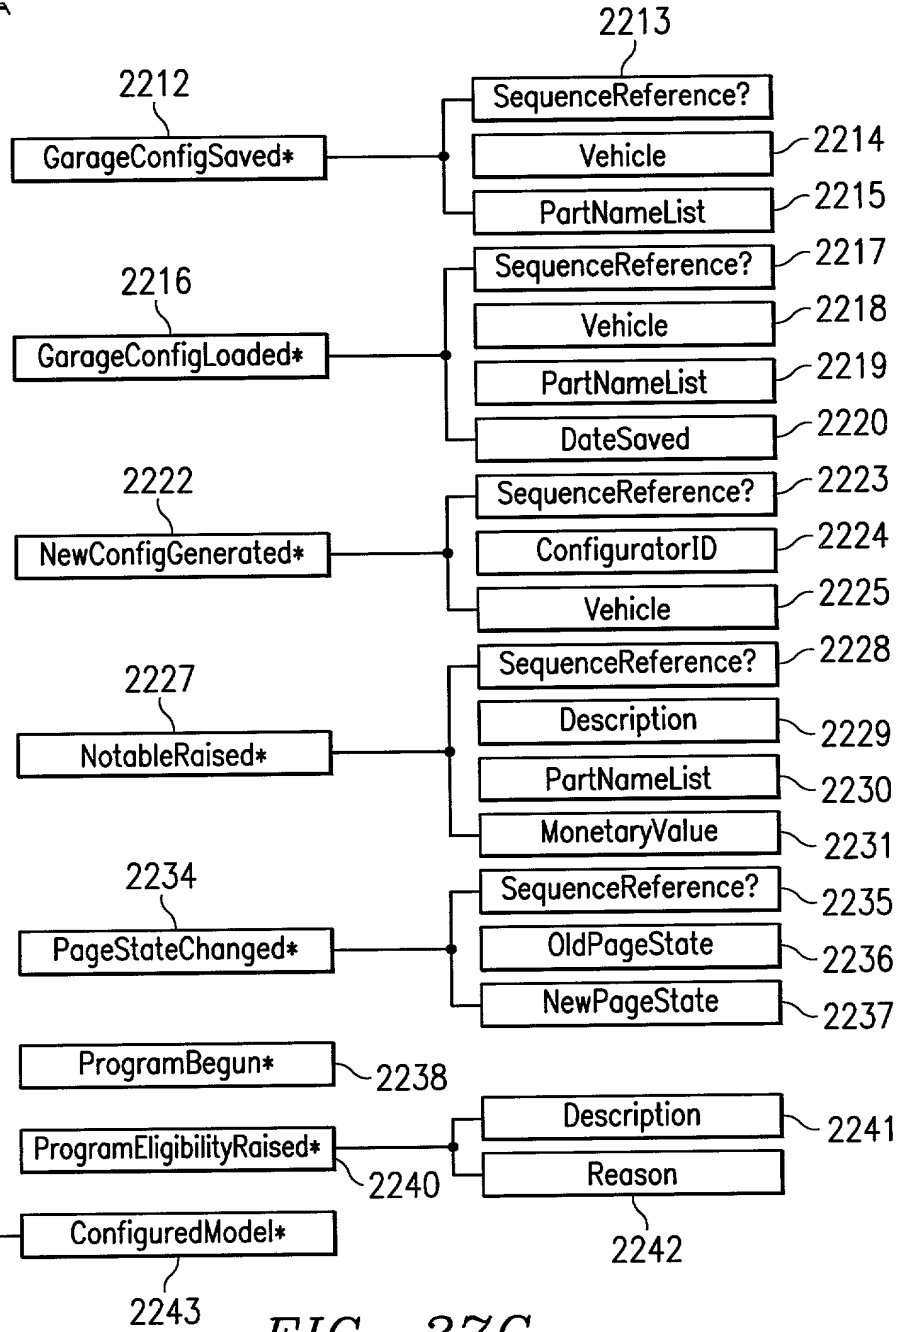 2213
2212
SequenceReference?
GarageConfigSaved*
Vehicle
2214
PartNameList
2215
2216
SequenceReference?
2217
GarageConfigLoaded*
Vehicle
2218
PartNameList
2219
DateSaved
2220
2222
SequenceReference?
2223
NewConfigGenerated*
ConfiguratorID
2224
Vehicle
2225
2227
SequenceReference?
2228
NotableRaised*
Description
2229
PartNameList
2230
MonetaryValue
2231
2234
SequenceReference?
2235
PageStateChanged*
OldPageState
2236
NewPageState
2237
ProgramBegun*
2238
ProgramEligibilityRaised*
2240
Description
2241
Reason
2242
ConfiguredModel*
2243